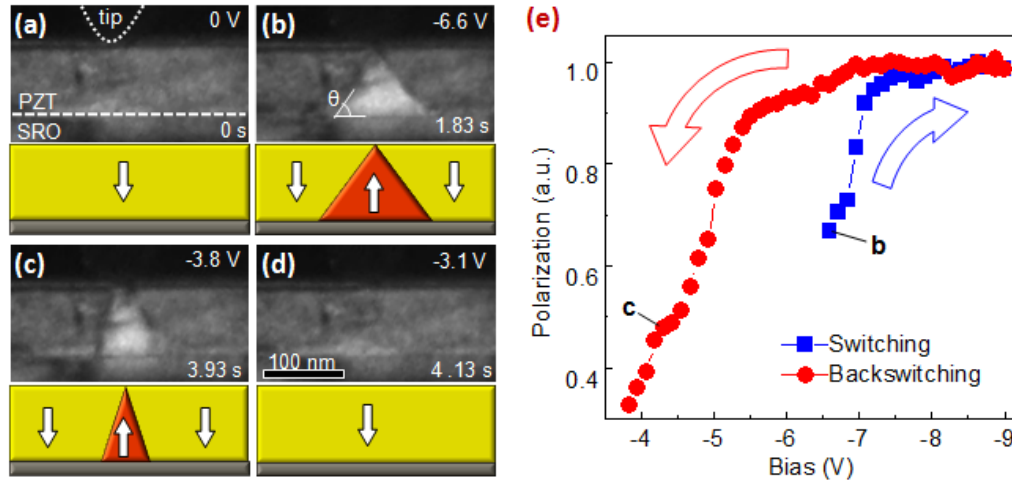 (a)
tip
0 V
PZT
SRO
0 s
(b)
-6.6 V
θ
1.83 s
(c)
-3.8 V
3.93 s
(d)
-3.1 V
100 nm
4.13 s
(e)
Polarization (a.u.)
1.0
0.8
0.6
0.4
b
c
Switching
Backswitching
-4 -5 -6 -7 -8 -9
Bias (V)